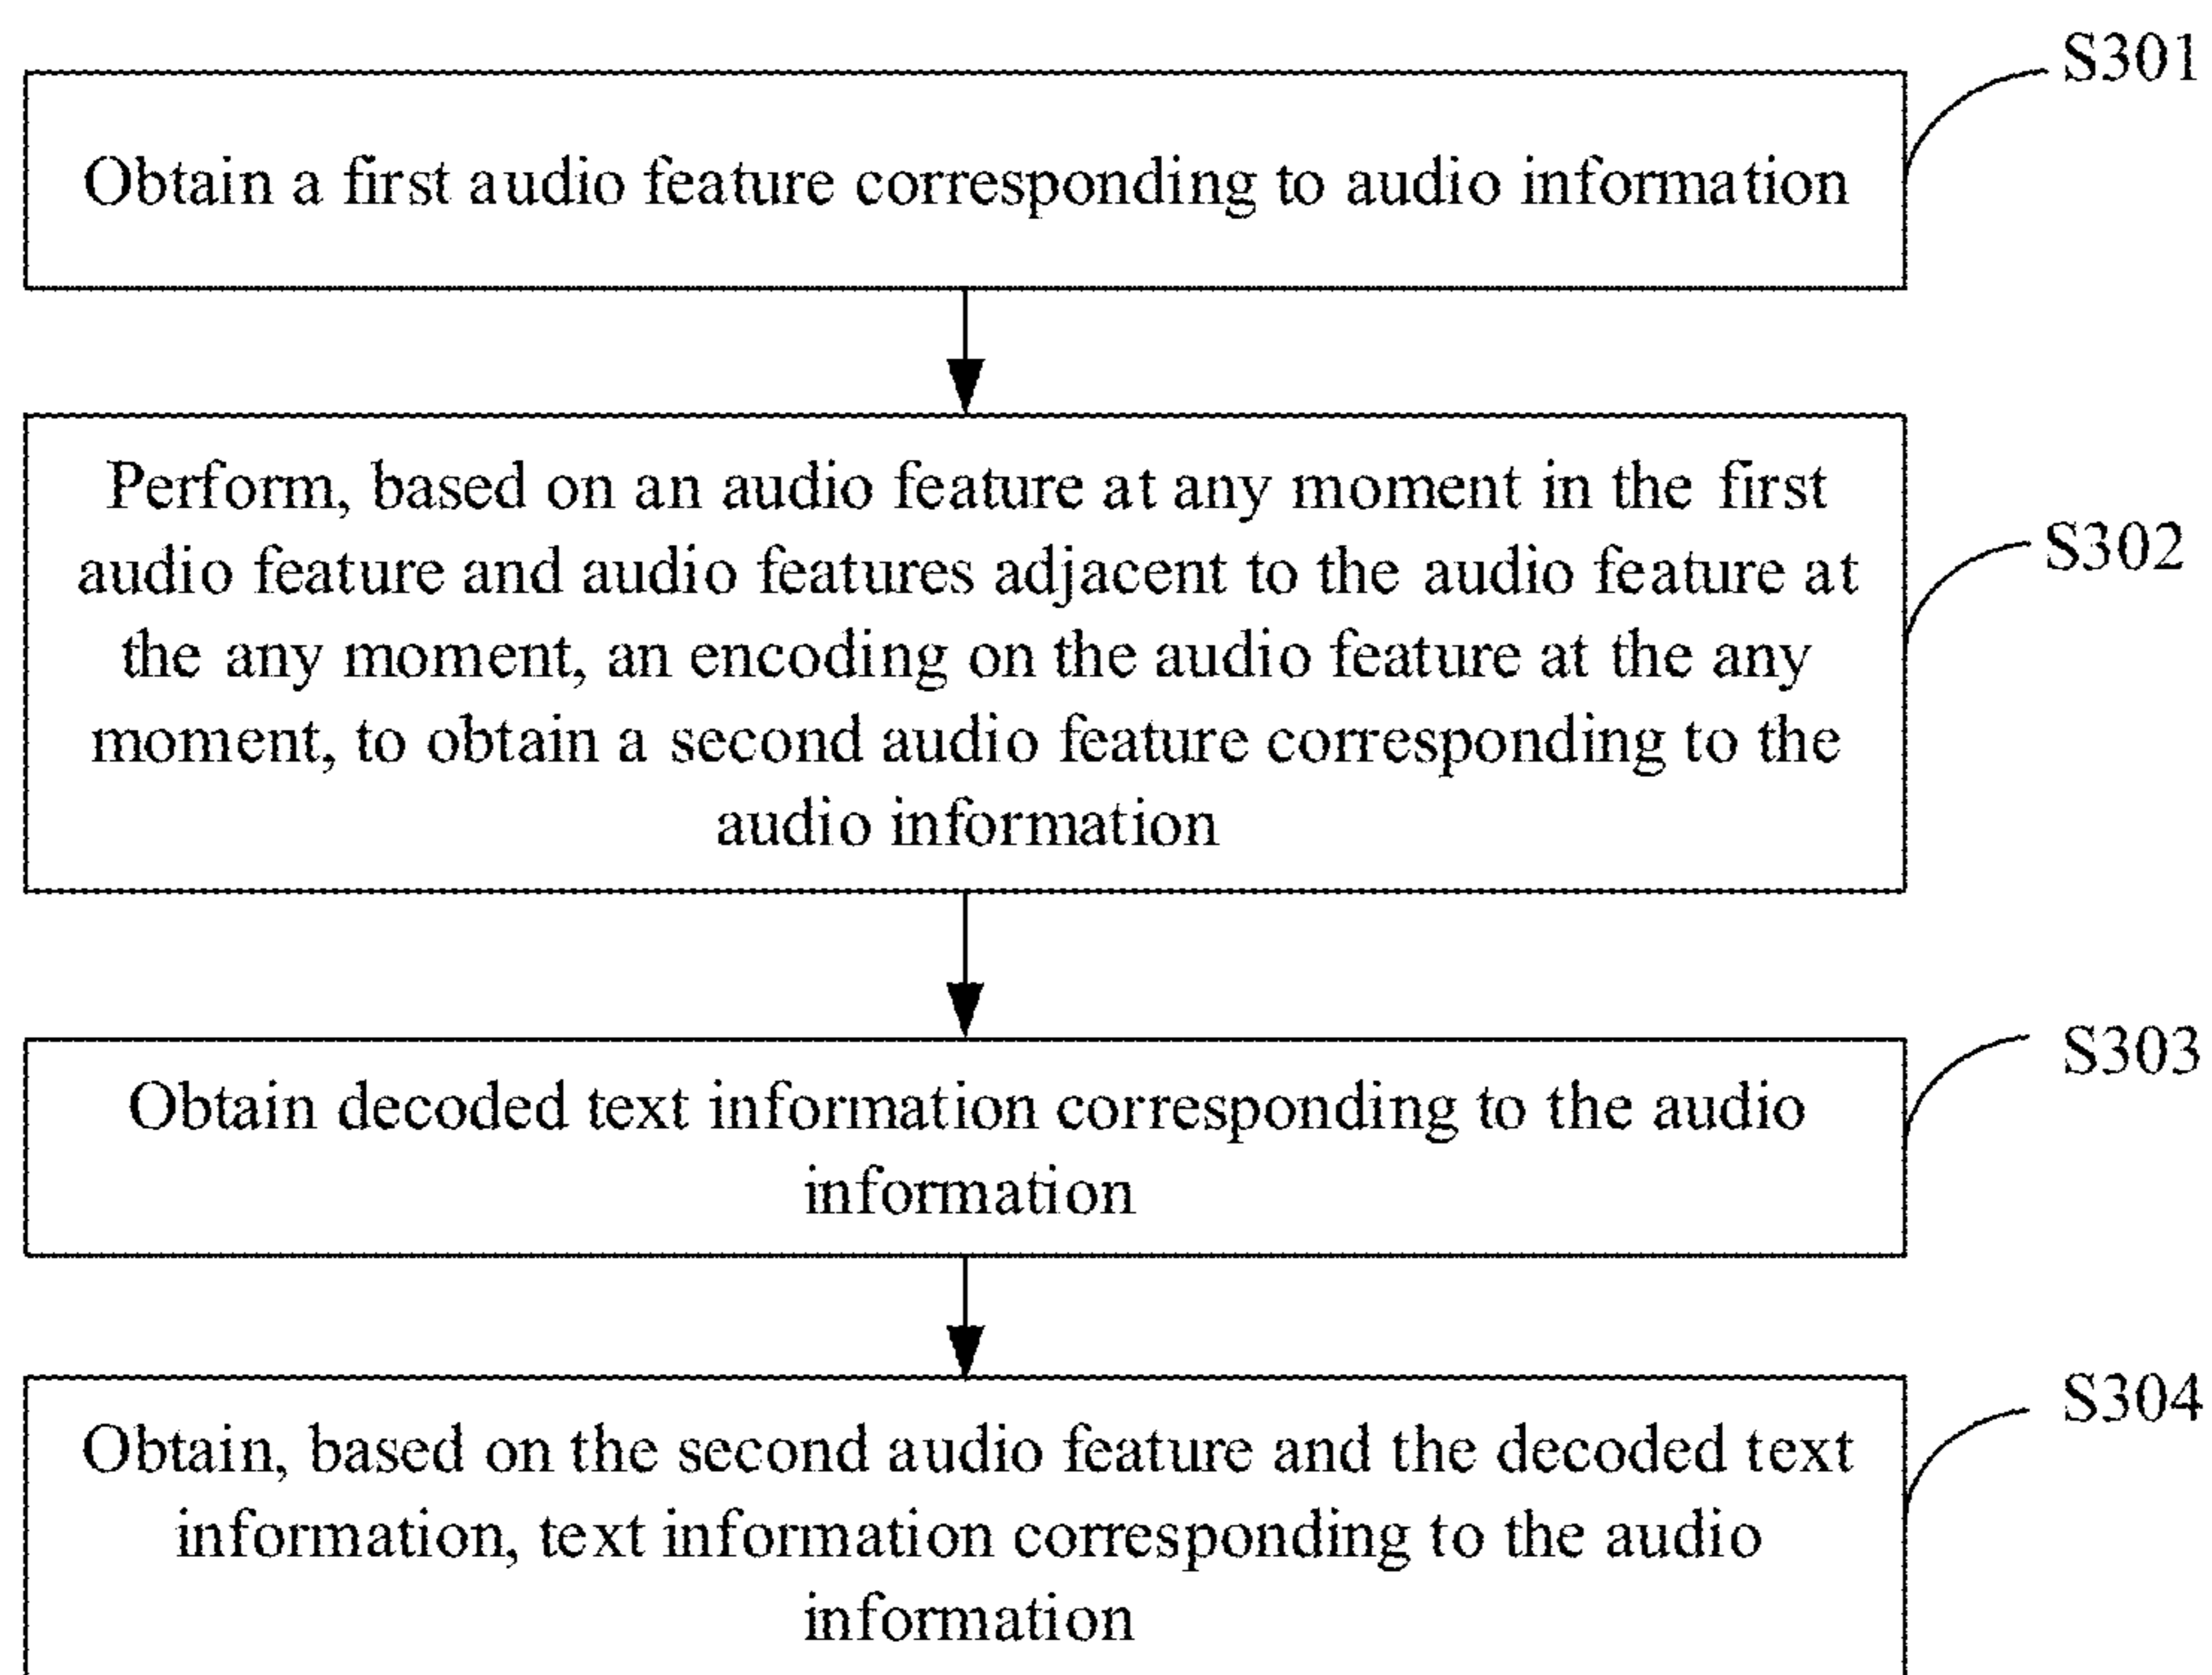 S301
Obtain a first audio feature corresponding to audio information
Perform, based on an audio feature at any moment in the first
audio feature and audio features adjacent to the audio feature at
the any moment, an encoding on the audio feature at the any
moment, to obtain a second audio feature corresponding to the
audio information
S302
Obtain decoded text information corresponding to the audio
information
S303
Obtain, based on the second audio feature and the decoded text
information, text information corresponding to the audio
information
S304